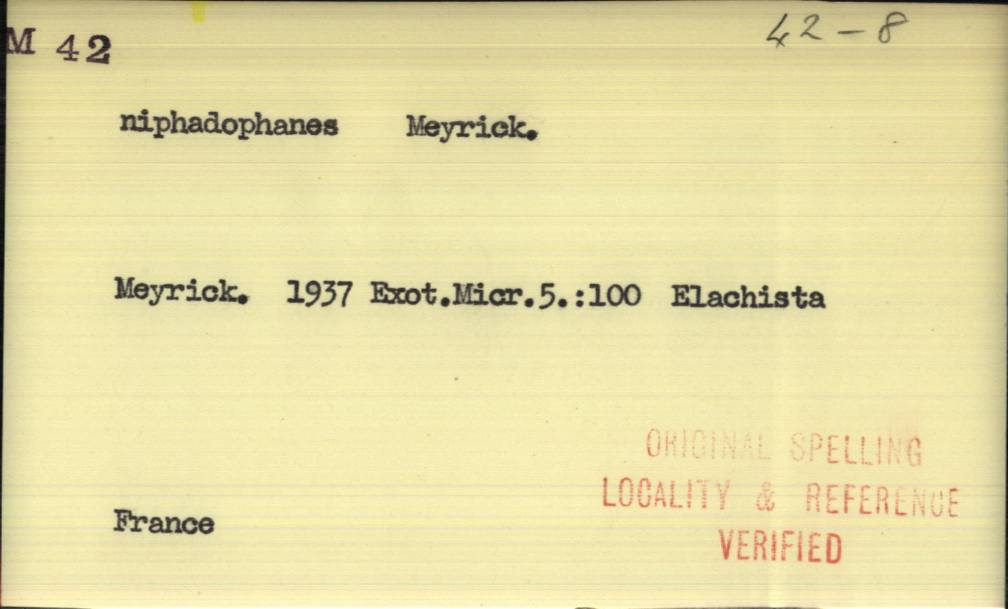 M 42
42-8
niphadophanes Meyrick.
Meyrick. 1937 Exot.Micr.5.:100 Elachista
ORIGINAL SPELLING
LOCALITY & REFERENCE
VERIFIED
France